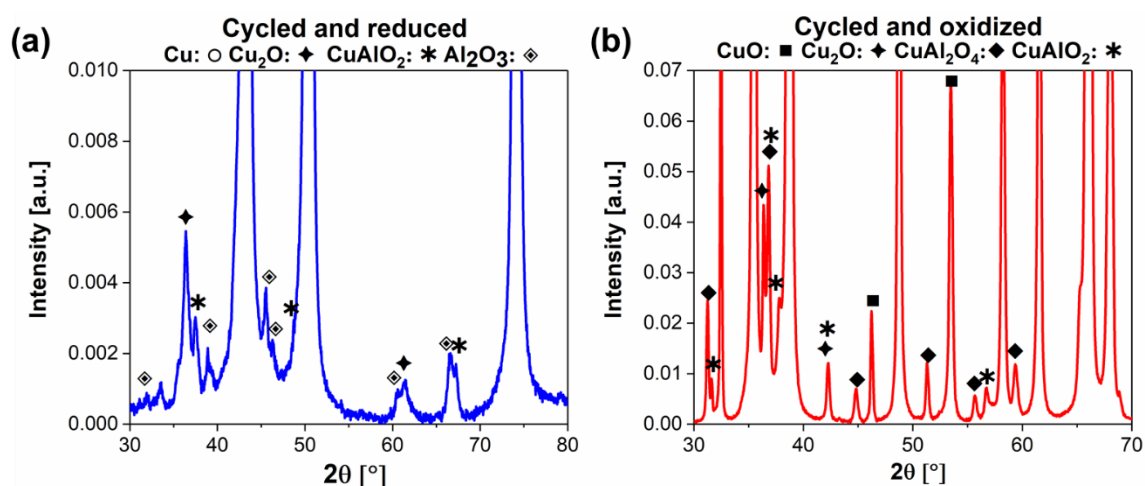 (a) Cycled and reduced
Cu: ○ Cu₂O: ✦ CuAlO₂: ✱ Al₂O₃: ◈
0.010
0.008
0.006
0.004
0.002
0.000
Intensity [a.u.]
30 40 50 60 70 80
2θ [°]
(b) Cycled and oxidized
CuO: ■ Cu₂O: ✦ CuAl₂O₄: ◆ CuAlO₂: ✱
0.07
0.06
0.05
0.04
0.03
0.02
0.01
0.00
Intensity [a.u.]
30 40 50 60 70
2θ [°]